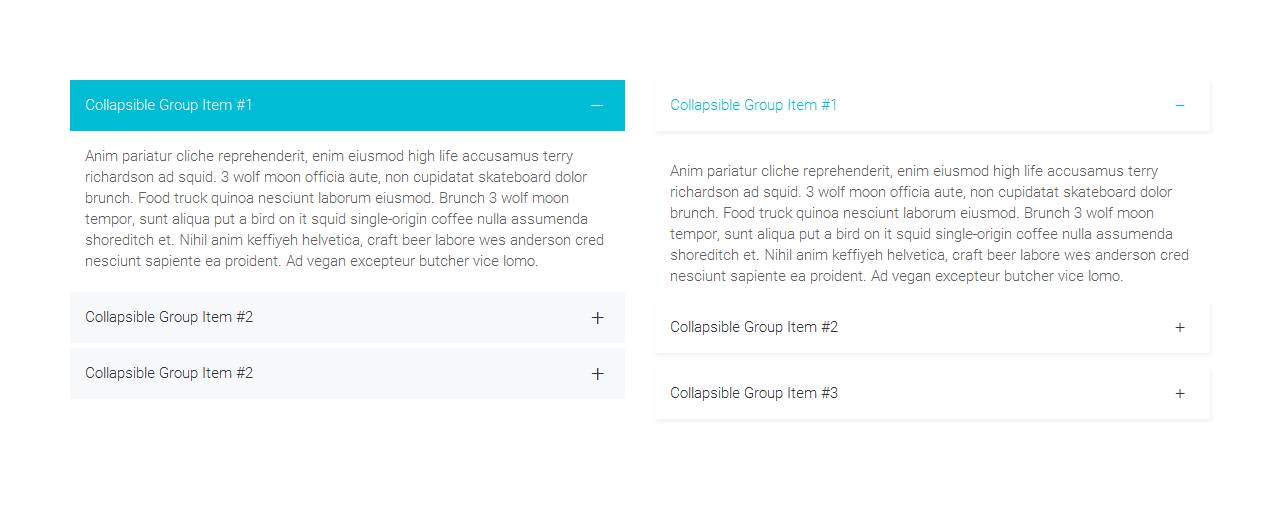 Collapsible Group Item #1
Anim pariatur cliche reprehenderit, enim eiusmod high life accusamus terry
richardson ad squid. 3 wolf moon officia aute, non cupidatat skateboard dolor
brunch. Food truck quinoa nesciunt laborum eiusmod. Brunch 3 wolf moon
tempor, sunt aliqua put a bird on it squid single-origin coffee nulla assumenda
shoreditch et. Nihil anim keffiyeh helvetica, craft beer labore wes anderson cred
nesciunt sapiente ea proident. Ad vegan excepteur butcher vice lomo.
Collapsible Group Item #2
Collapsible Group Item #2
Collapsible Group Item #1
Anim pariatur cliche reprehenderit, enim eiusmod high life accusamus terry
richardson ad squid. 3 wolf moon officia aute, non cupidatat skateboard dolor
brunch. Food truck quinoa nesciunt laborum eiusmod. Brunch 3 wolf moon
tempor, sunt aliqua put a bird on it squid single-origin coffee nulla assumenda
shoreditch et. Nihil anim keffiyeh helvetica, craft beer labore wes anderson cred
nesciunt sapiente ea proident. Ad vegan excepteur butcher vice lomo.
Collapsible Group Item #2
Collapsible Group Item #3